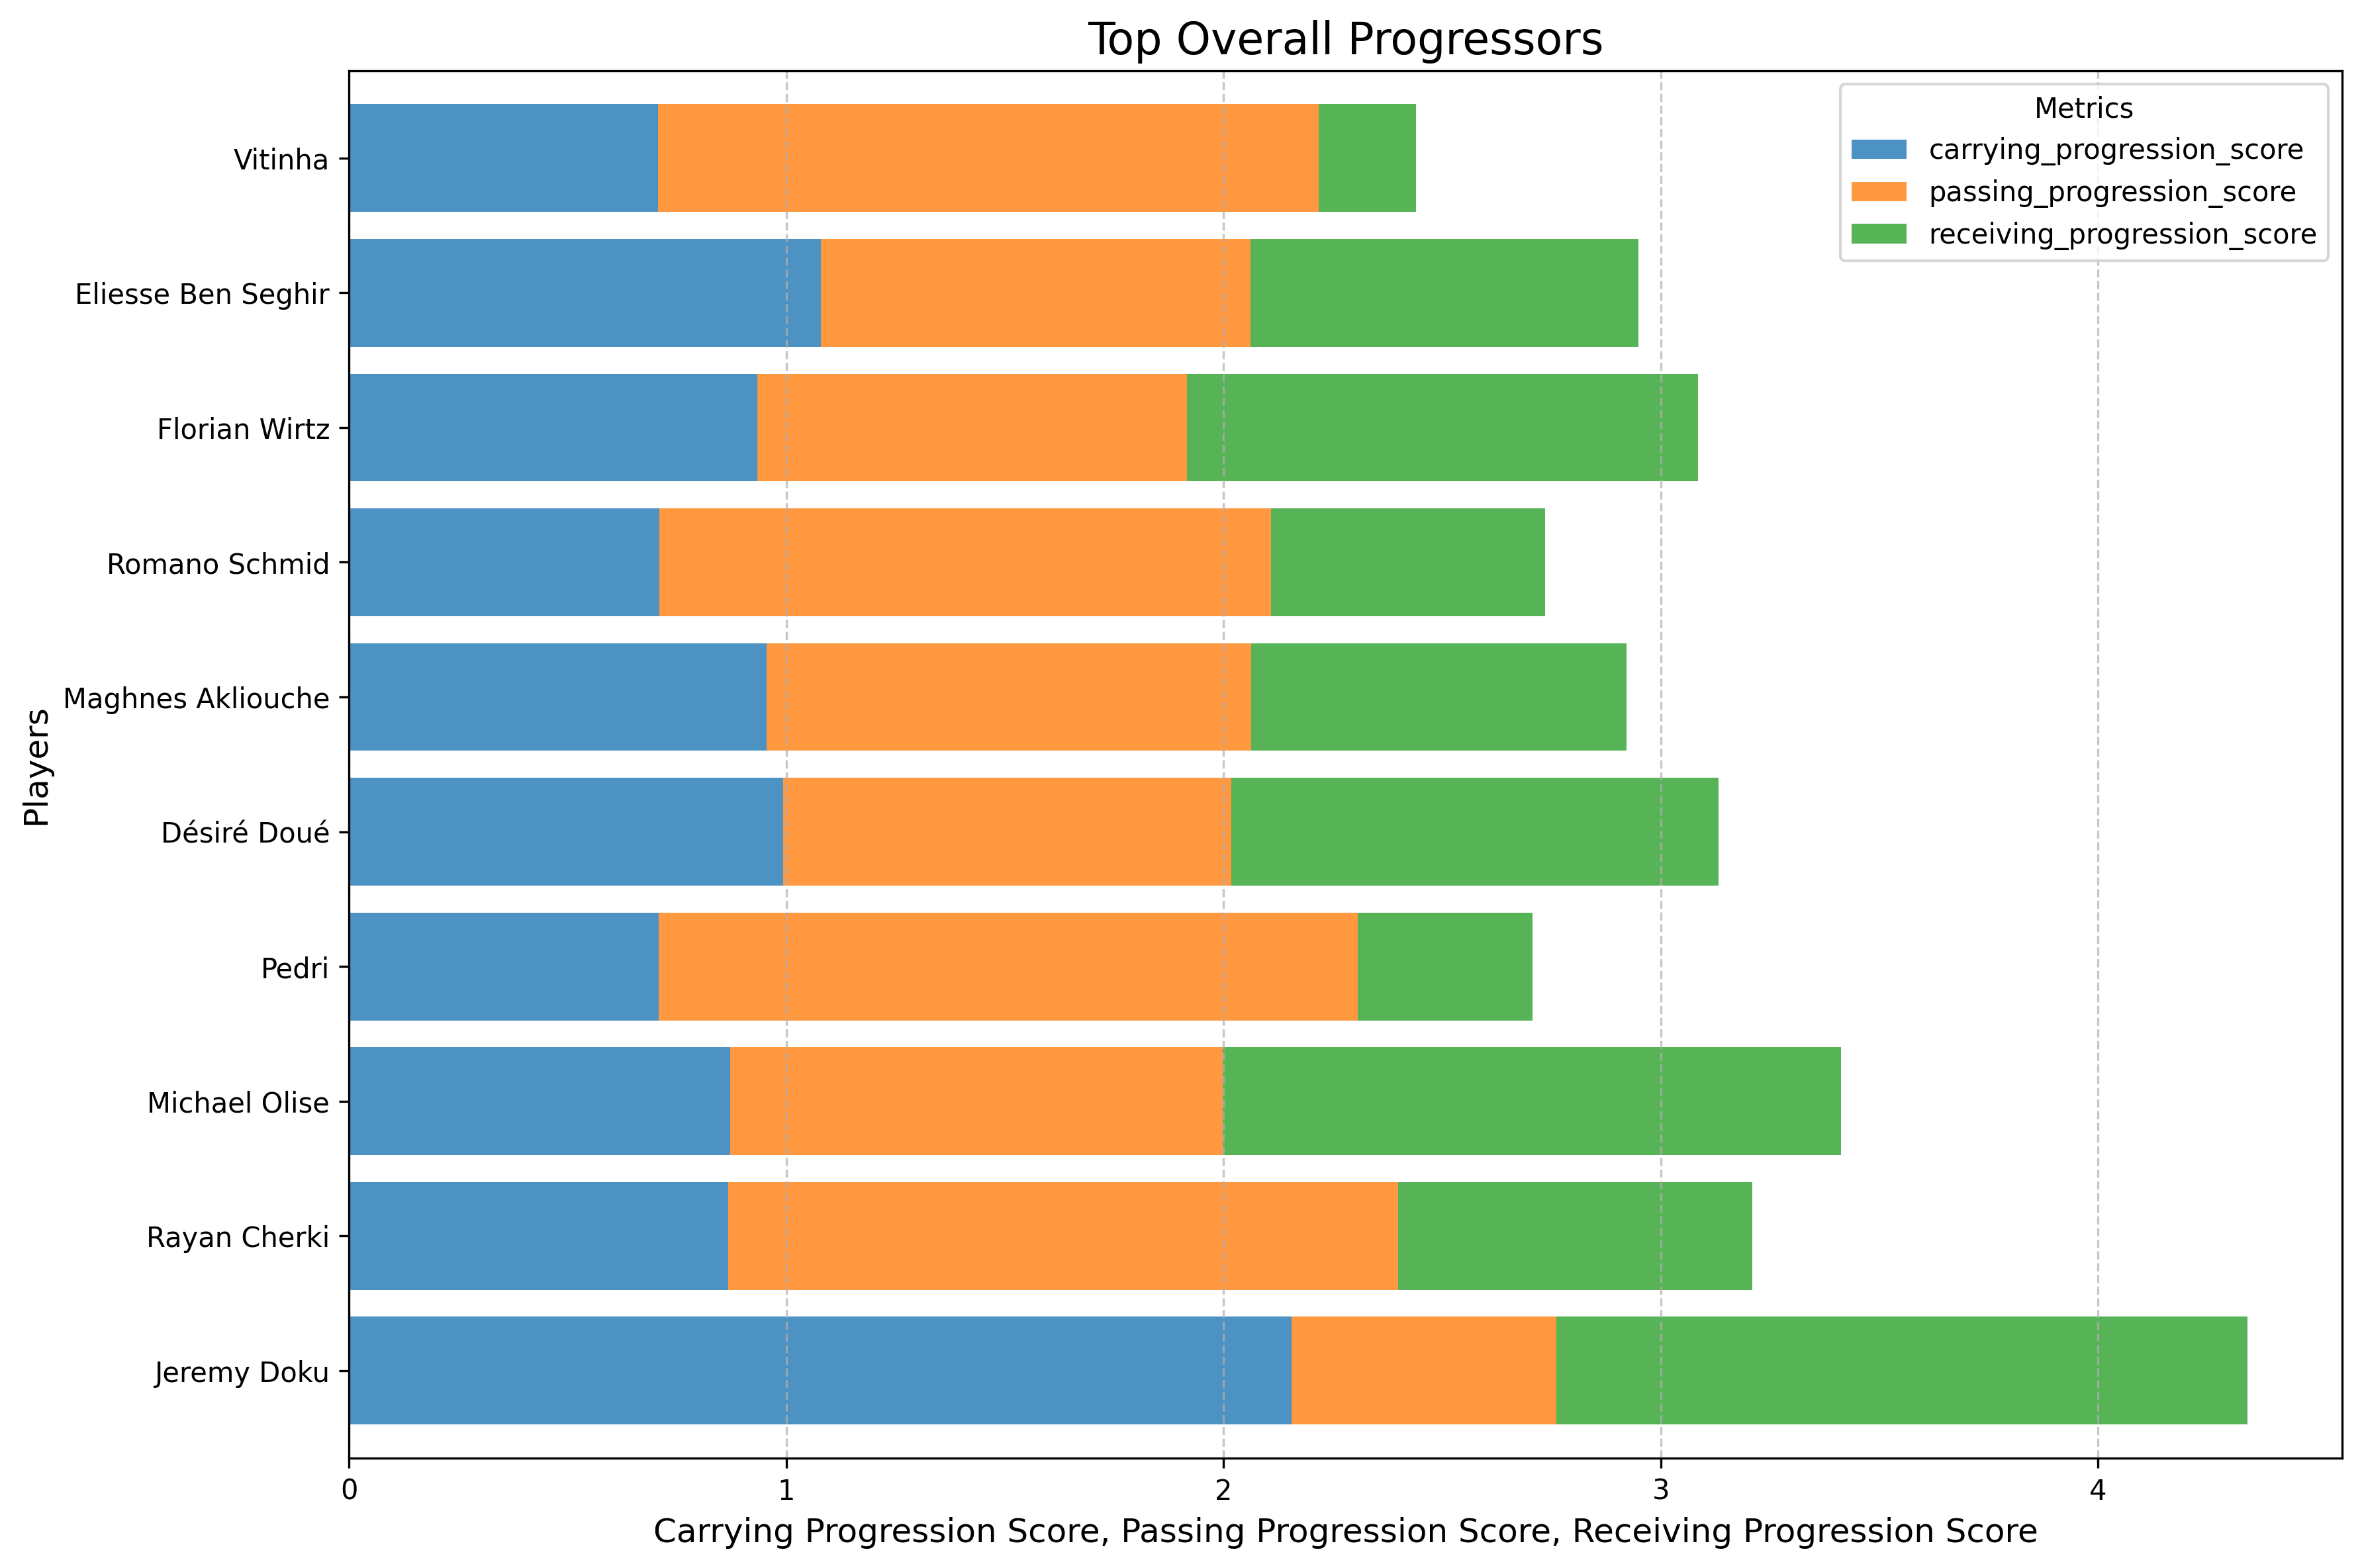 Top Overall Progressors
Metrics
carrying_progression_score
passing_progression_score
receiving_progression_score
Players
Vitinha
Eliesse Ben Seghir
Florian Wirtz
Romano Schmid
Maghnes Akliouche
Désiré Doué
Pedri
Michael Olise
Rayan Cherki
Jeremy Doku
0 1 2 3 4
Carrying Progression Score, Passing Progression Score, Receiving Progression Score